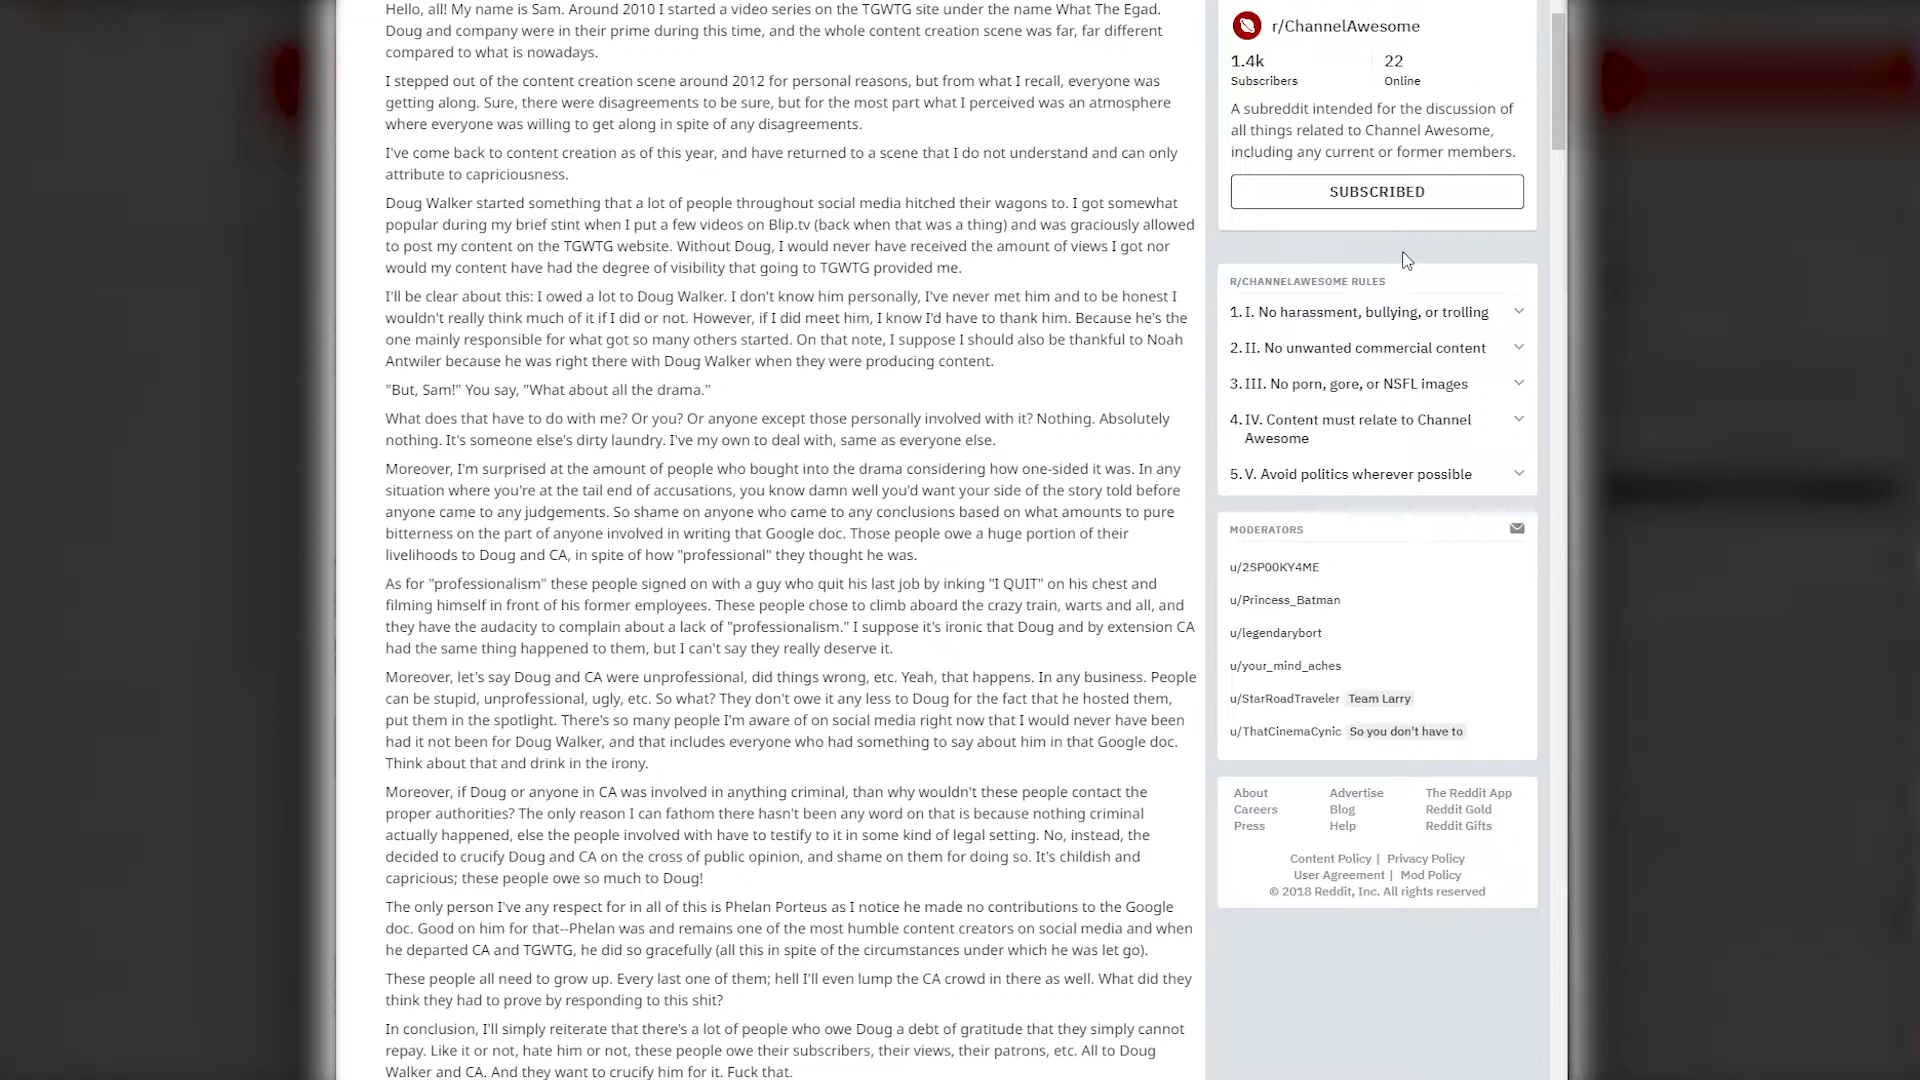 Hello, all! My name is Sam. Around 2010 I started a video series on the TGWTG site under the name What The Egad.
Doug and company were in their prime during this time, and the whole content creation scene was far, far different
compared to what is nowadays.
I stepped out of the content creation scene around 2012 for personal reasons, but from what I recall, everyone was
getting along. Sure, there were disagreements to be sure, but for the most part what I perceived was an atmosphere
where everyone was willing to get along in spite of any disagreements.
I've come back to content creation as of this year, and have returned to a scene that I do not understand and can only
attribute to capriciousness.
Doug Walker started something that a lot of people throughout social media hitched their wagons to. I got somewhat
popular during my brief stint when I put a few videos on Blip.tv (back when that was a thing) and was graciously allowed
to post my content on the TGWTG website. Without Doug, I would never have received the amount of views I got nor
would my content have had the degree of visibility that going to TGWTG provided me.
I'll be clear about this: I owed a lot to Doug Walker. I don't know him personally, I've never met him and to be honest I
wouldn't really think much of it if I did or not. However, if I did meet him, I know I'd have to thank him. Because he's the
one mainly responsible for what got so many others started. On that note, I suppose I should also be thankful to Noah
Antwiler because he was right there with Doug Walker when they were producing content.
"But, Sam!" You say, "What about all the drama."
What does that have to do with me? Or you? Or anyone except those personally involved with it? Nothing. Absolutely
nothing. It's someone else's dirty laundry. I've my own to deal with, same as everyone else.
Moreover, I'm surprised at the amount of people who bought into the drama considering how one-sided it was. In any
situation where you're at the tail end of accusations, you know damn well you'd want your side of the story told before
anyone came to any judgements. So shame on anyone who came to any conclusions based on what amounts to pure
bitterness on the part of anyone involved in writing that Google doc. Those people owe a huge portion of their
livelihoods to Doug and CA, in spite of how "professional" they thought he was.
As for "professionalism" these people signed on with a guy who quit his last job by inking "I QUIT" on his chest and
filming himself in front of his former employees. These people chose to climb aboard the crazy train, warts and all, and
they have the audacity to complain about a lack of "professionalism." I suppose it's ironic that Doug and by extension CA
had the same thing happened to them, but I can't say they really deserve it.
Moreover, let's say Doug and CA were unprofessional, did things wrong, etc. Yeah, that happens. In any business. People
can be stupid, unprofessional, ugly, etc. So what? They don't owe it any less to Doug for the fact that he hosted them,
put them in the spotlight. There's so many people I'm aware of on social media right now that I would never have been
had it not been for Doug Walker, and that includes everyone who had something to say about him in that Google doc.
Think about that and drink in the irony.
Moreover, if Doug or anyone in CA was involved in anything criminal, than why wouldn't these people contact the
proper authorities? The only reason I can fathom there hasn't been any word on that is because nothing criminal
actually happened, else the people involved with have to testify to it in some kind of legal setting. No, instead, the
decided to crucify Doug and CA on the cross of public opinion, and shame on them for doing so. It's childish and
capricious; these people owe so much to Doug!
The only person I've any respect for in all of this is Phelan Porteus as I notice he made no contributions to the Google
doc. Good on him for that--Phelan was and remains one of the most humble content creators on social media and when
he departed CA and TGWTG, he did so gracefully (all this in spite of the circumstances under which he was let go).
These people all need to grow up. Every last one of them; hell I'll even lump the CA crowd in there as well. What did they
think they had to prove by responding to this shit?
In conclusion, I'll simply reiterate that there's a lot of people who owe Doug a debt of gratitude that they simply cannot
repay. Like it or not, hate him or not, these people owe their subscribers, their views, their patrons, etc. All to Doug
Walker and CA. And they want to crucify him for it. Fuck that.
r/ChannelAwesome
1.4k 22
Subscribers Online
A subreddit intended for the discussion of
all things related to Channel Awesome,
including any current or former members.
SUBSCRIBED
R/CHANNELAWESOME RULES
1. I. No harassment, bullying, or trolling
2. II. No unwanted commercial content
3. III. No porn, gore, or NSFL images
4. IV. Content must relate to Channel
Awesome
5. V. Avoid politics wherever possible
MODERATORS
u/2SP00KY4ME
u/Princess_Batman
u/legendarybort
u/your_mind_aches
u/StarRoadTraveler Team Larry
u/ThatCinemaCynic So you don't have to
About Advertise The Reddit App
Careers Blog Reddit Gold
Press Help Reddit Gifts
Content Policy | Privacy Policy
User Agreement | Mod Policy
© 2018 Reddit, Inc. All rights reserved